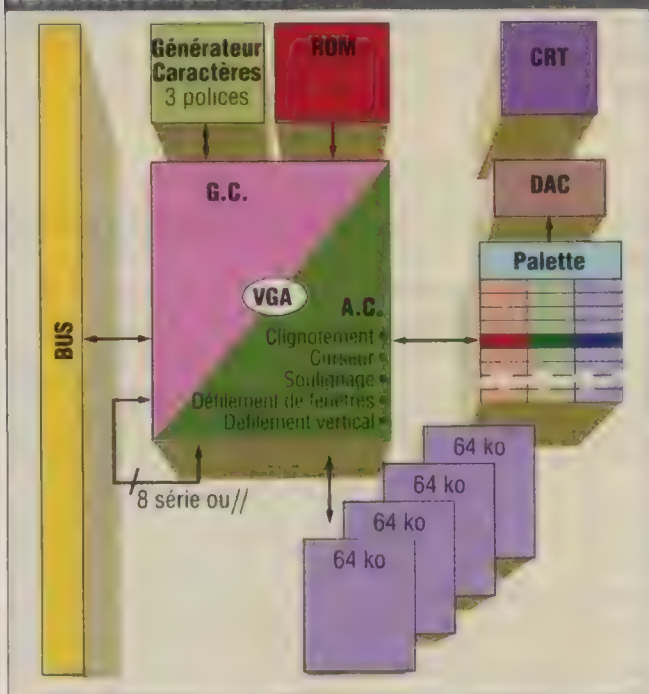 Générateur
Caractères
3 polices
ROM
CRT
G.C.
DAC
Palette
VGA
A.C.
BUS
Clignotement
Curseur
Soulignage
Défilement de fenêtres
Défilement vertical
8 série ou//
64 ko
64 ko
64 ko
64 ko